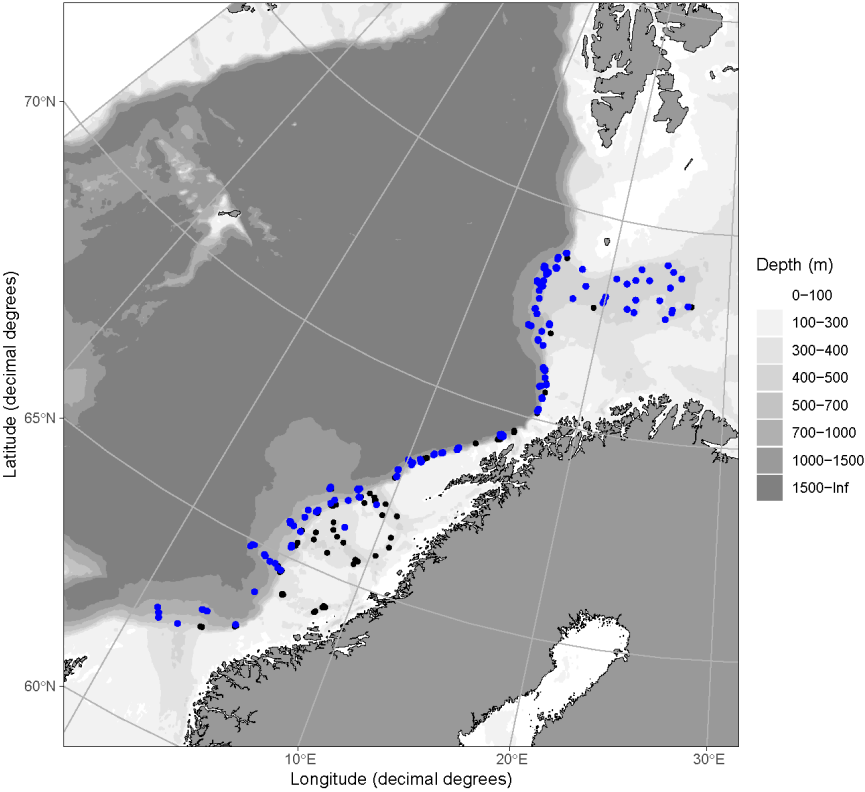 70°N
65°N
60°N
Latitude (decimal degrees)
10°E
20°E
30°E
Longitude (decimal degrees)
Depth (m)
0−100
100−300
300−400
400−500
500−700
700−1000
1000−1500
1500−Inf